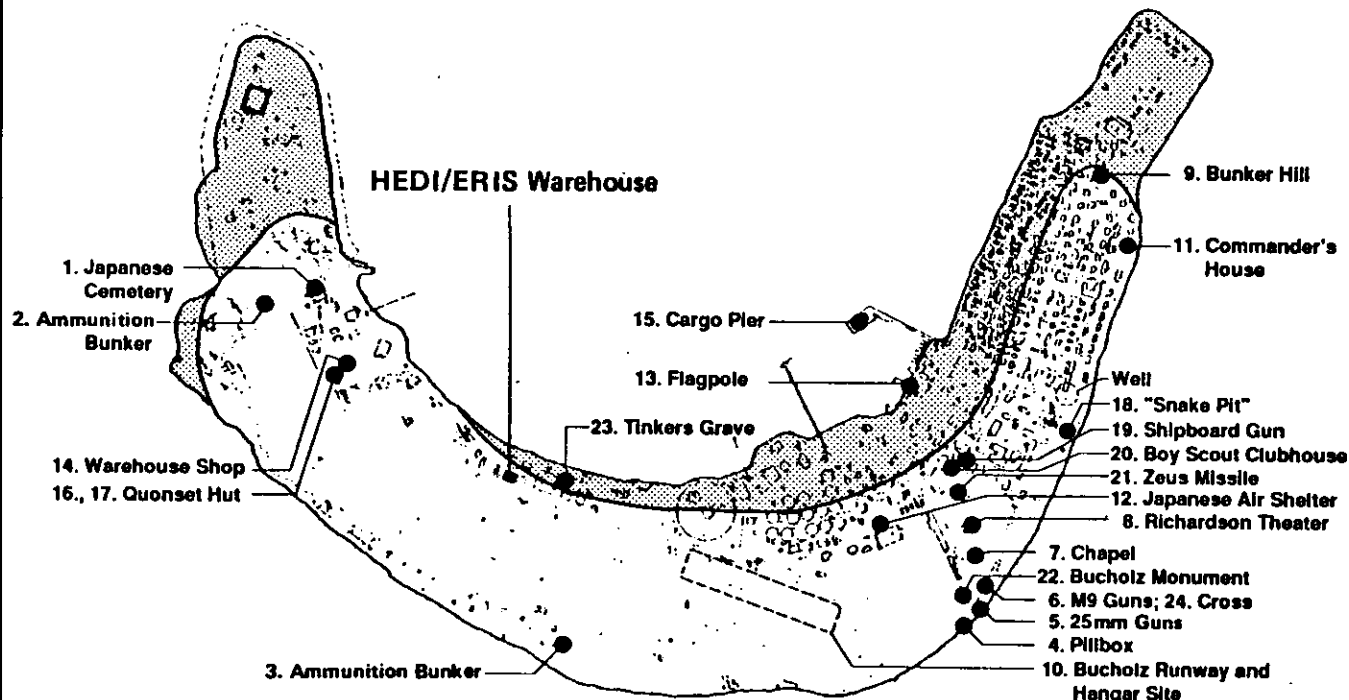 HEDI/ERIS Warehouse
1. Japanese
Cemetery
2. Ammunition
Bunker
14. Warehouse Shop
16., 17. Quonset Hut
3. Ammunition Bunker
23. Tinkers Grave
15. Cargo Pier
13. Flagpole
9. Bunker Hill
11. Commander's
House
Well
18. "Snake Pit"
19. Shipboard Gun
20. Boy Scout Clubhouse
21. Zeus Missile
12. Japanese Air Shelter
8. Richardson Theater
7. Chapel
22. Bucholz Monument
6. M9 Guns; 24. Cross
5. 25mm Guns
4. Pillbox
10. Bucholz Runway and
Hangar Site